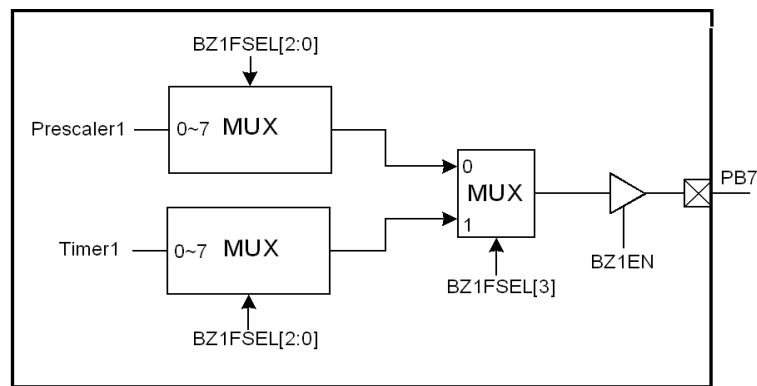 BZ1FSEL[2:0]
Prescaler1
0~7 MUX
0
MUX
PB7
1
Timer1
0~7 MUX
BZ1EN
BZ1FSEL[3]
BZ1FSEL[2:0]